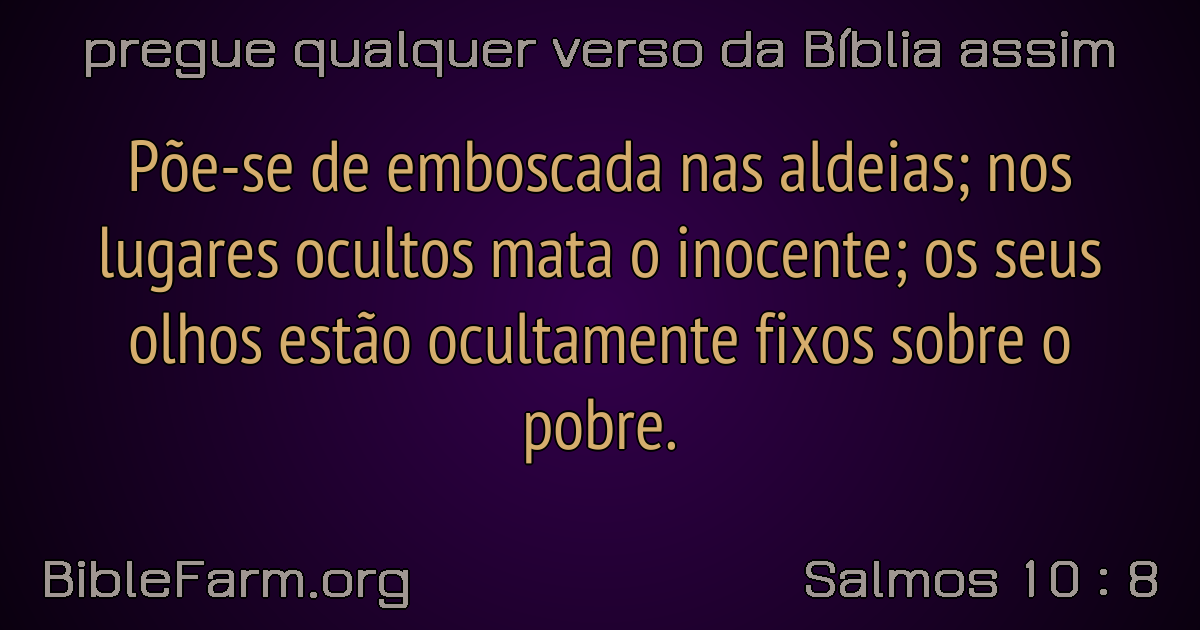 pregue qualquer verso da Bíblia assim
Põe-se de emboscada nas aldeias; nos
lugares ocultos mata o inocente; os seus
olhos estão ocultamente fixos sobre o
pobre.
BibleFarm.org
Salmos 10 : 8